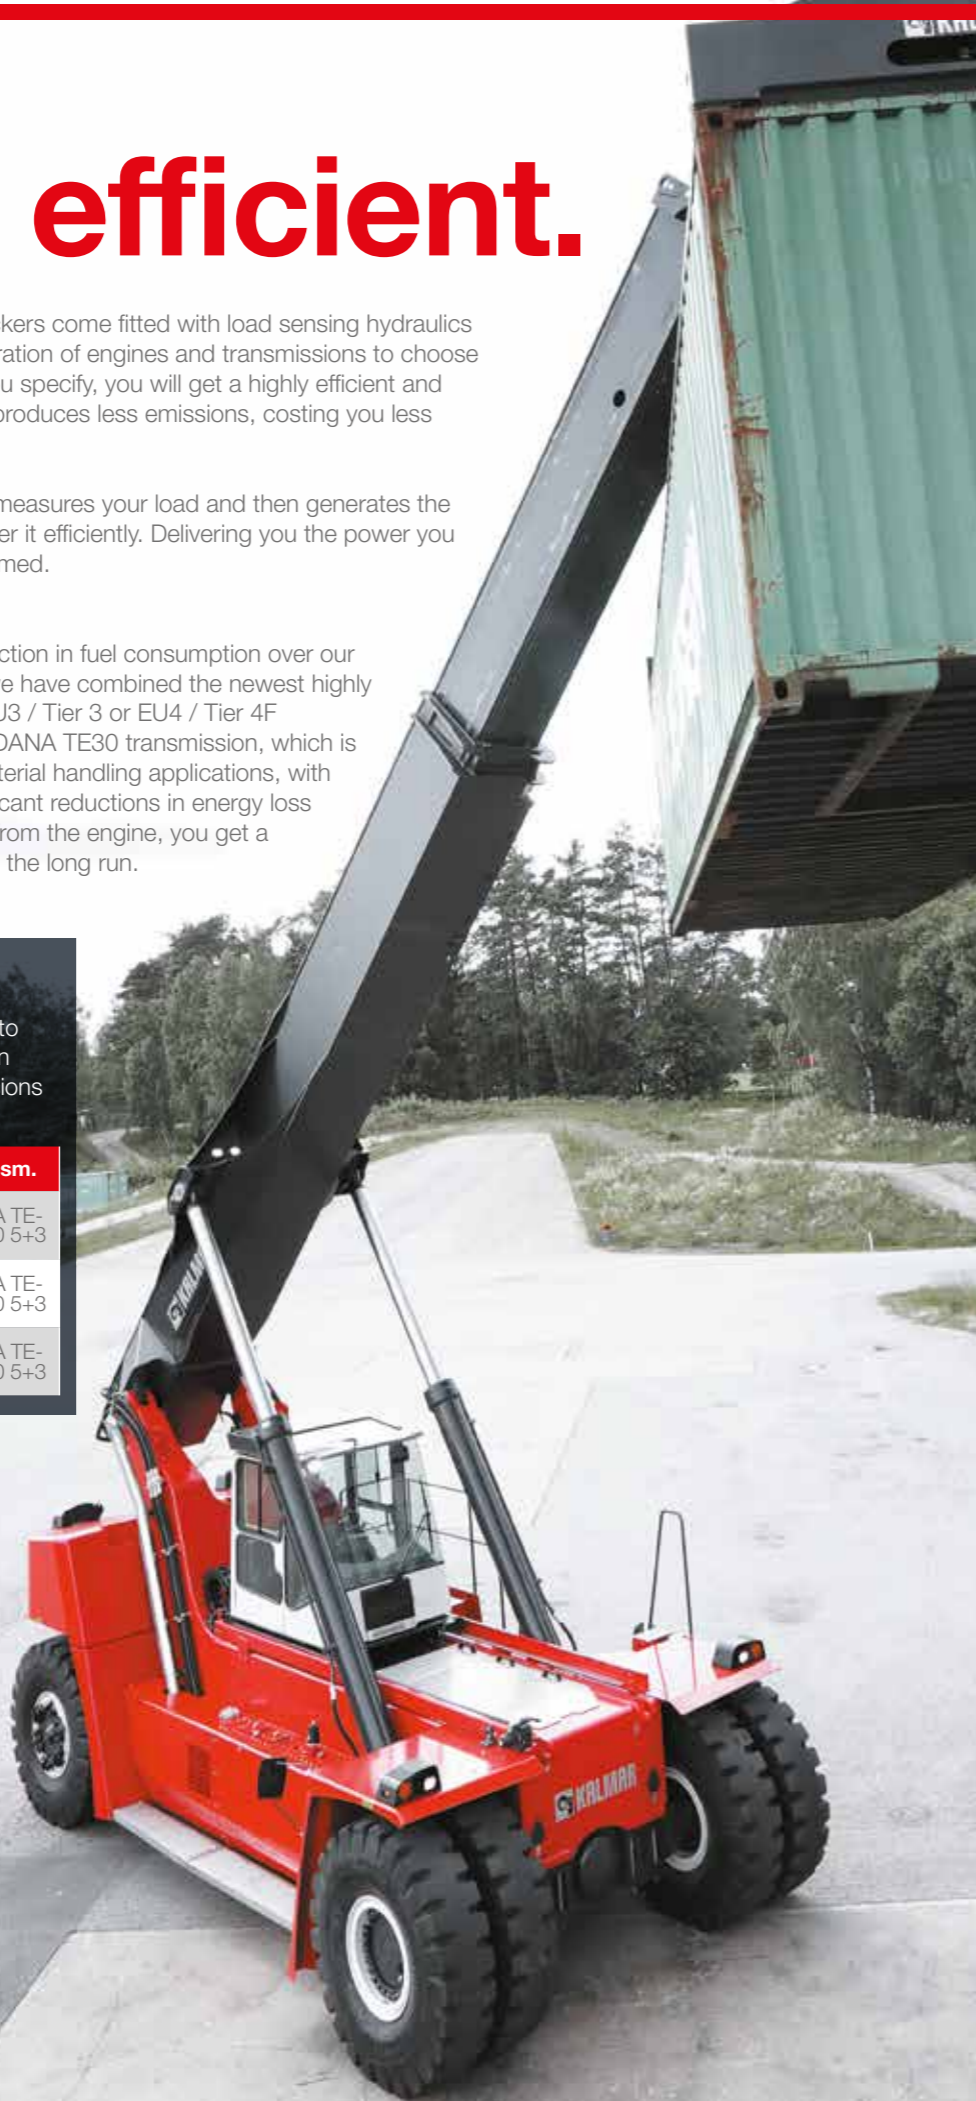 efficient.
ckers come fitted with load sensing hydraulics
ration of engines and transmissions to choose
u specify, you will get a highly efficient and
produces less emissions, costing you less
measures your load and then generates the
er it efficiently. Delivering you the power you
med.
ction in fuel consumption over our
e have combined the newest highly
U3 / Tier 3 or EU4 / Tier 4F
DANA TE30 transmission, which is
terial handling applications, with
cant reductions in energy loss
from the engine, you get a
the long run.
to
n
ions
sm.
A TE-
0 5+3
A TE-
0 5+3
A TE-
0 5+3
KALMAR
KALMAR